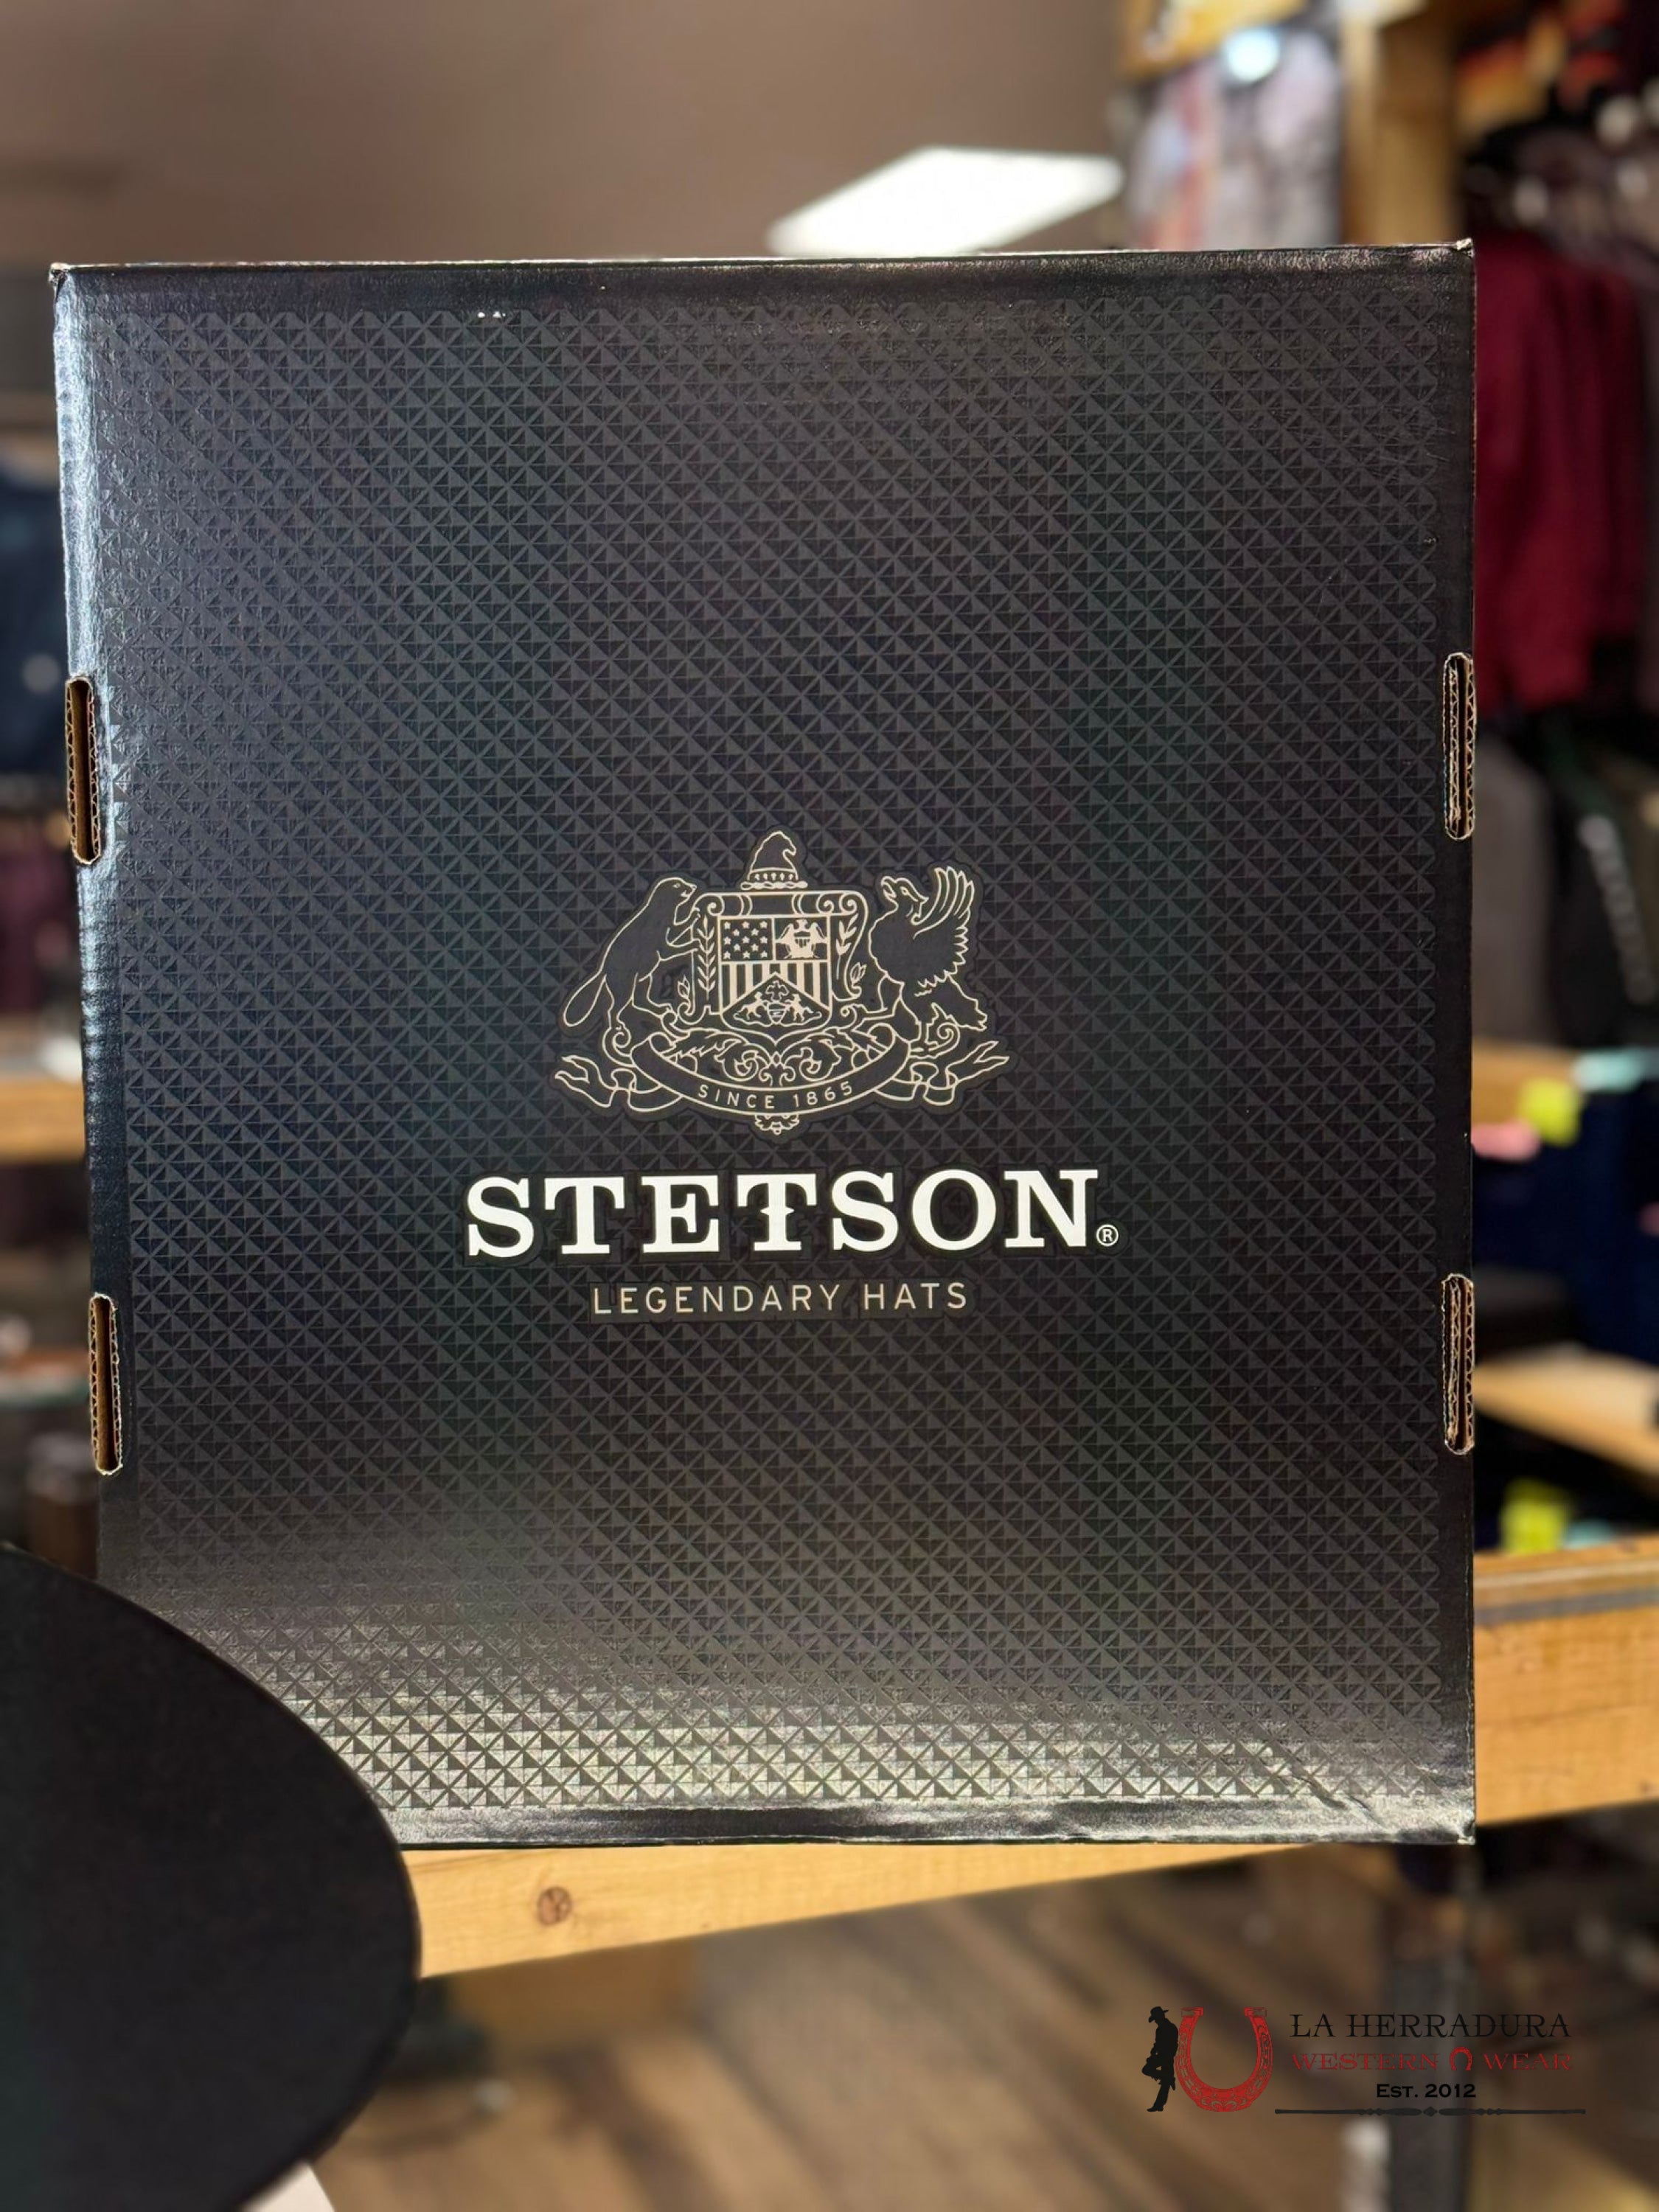 SINCE 1865
STETSON®
LEGENDARY HATS
LA HERRADURA
WESTERN WEAR
EST. 2012